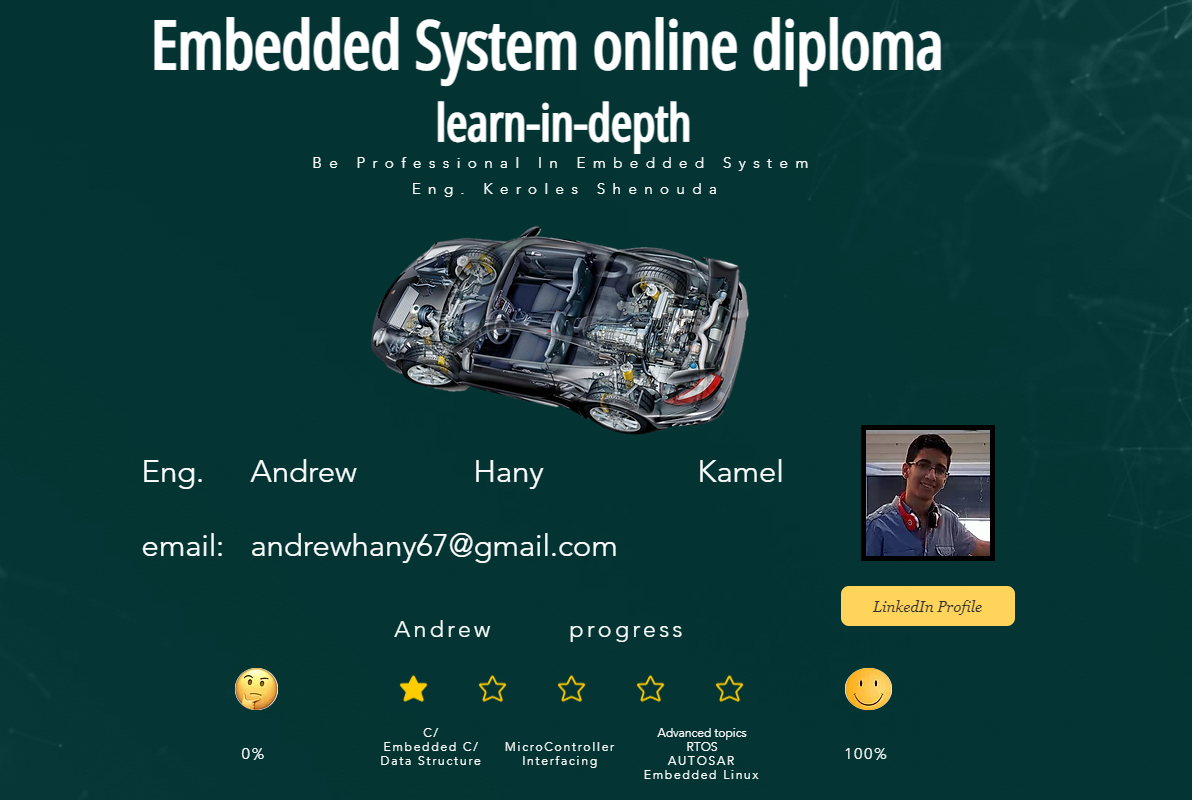 Embedded System online diploma
learn-in-depth
Be Professional In Embedded System
Eng. Keroles Shenouda
Eng. Andrew Hany Kamel
email: andrewhany67@gmail.com
LinkedIn Profile
Andrew progress
C/
Embedded C/
Data Structure
MicroController
Interfacing
Advanced topics
RTOS
AUTOSAR
Embedded Linux
0%
100%